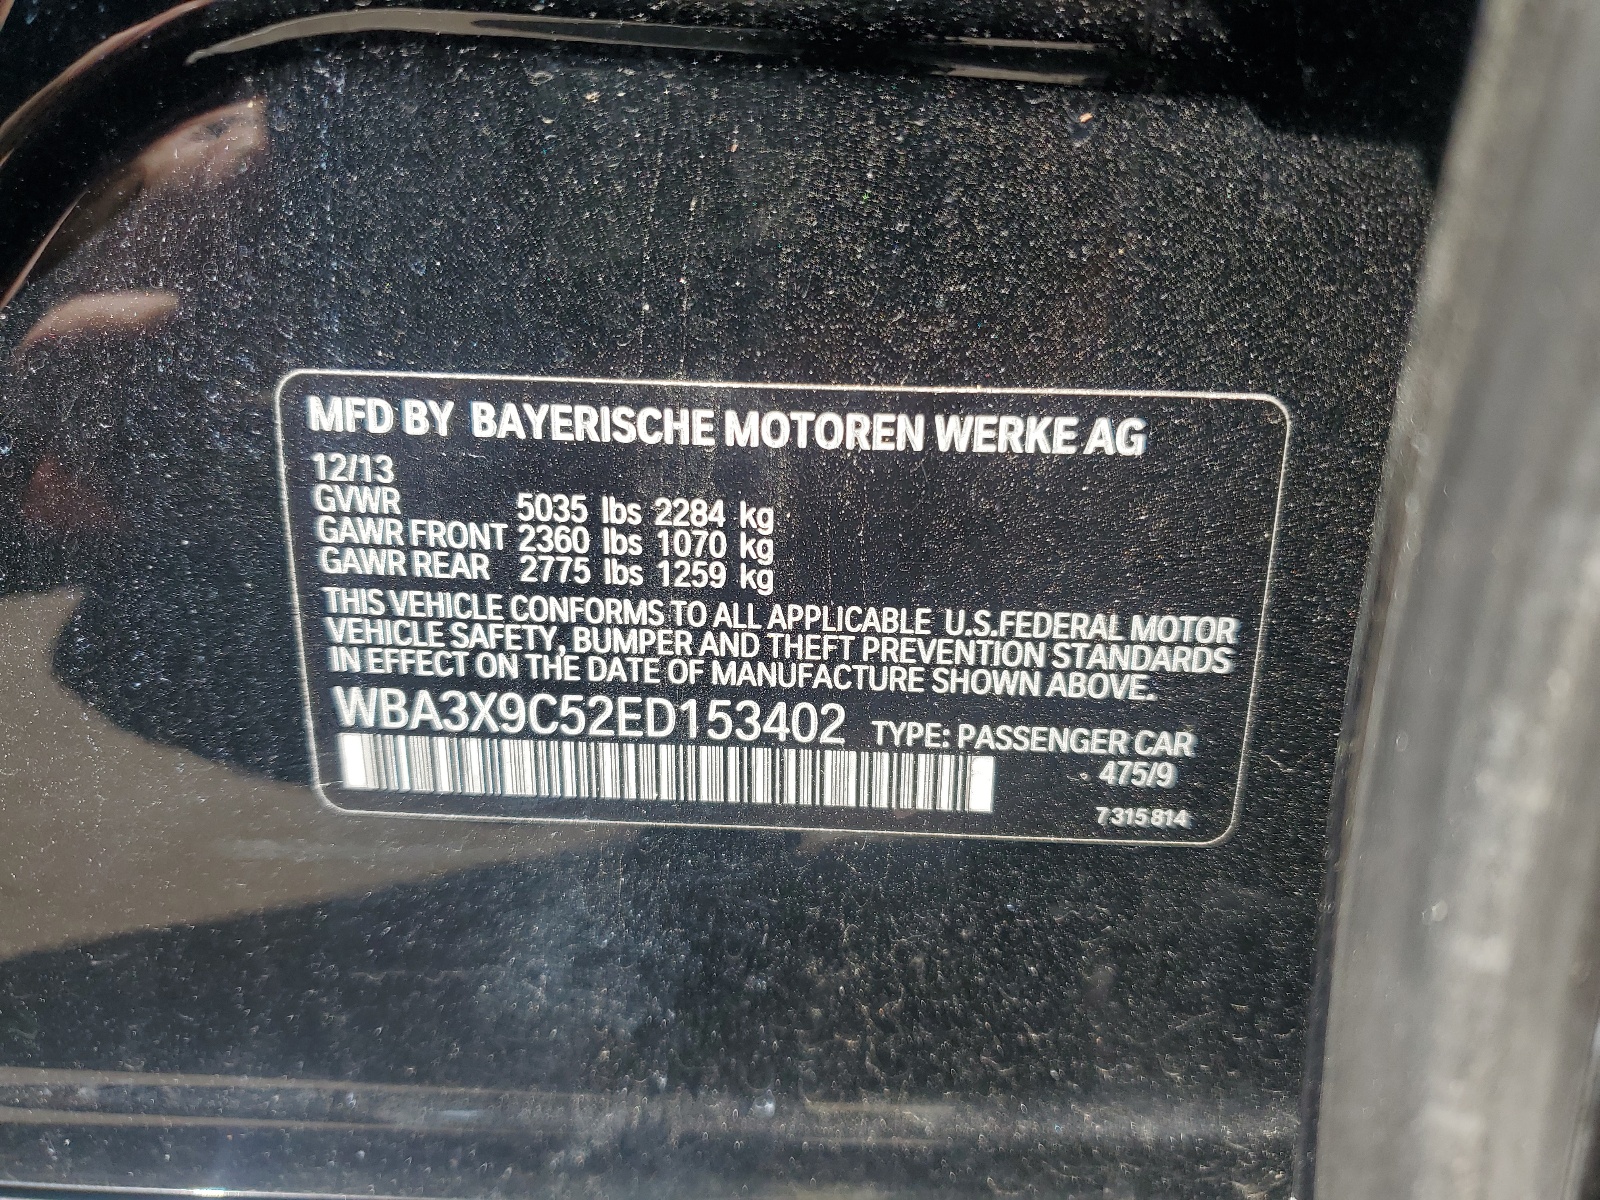 MFD BY BAYERISCHE MOTOREN WERKE AG
12/13
GVWR 5035 lbs 2284 kg
GAWR FRONT 2360 lbs 1070 kg
GAWR REAR 2775 lbs 1259 kg
THIS VEHICLE CONFORMS TO ALL APPLICABLE U.S.FEDERAL MOTOR
VEHICLE SAFETY, BUMPER AND THEFT PREVENTION STANDARDS
IN EFFECT ON THE DATE OF MANUFACTURE SHOWN ABOVE.
WBA3X9C52ED153402 TYPE: PASSENGER CAR
475/9
7 315 814